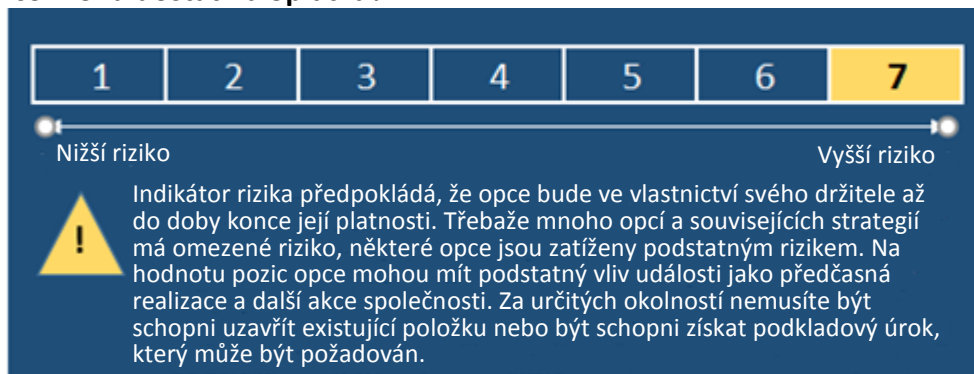 1 2 3 4 5 6 7
Nižší riziko Vyšší riziko
! Indikátor rizika předpokládá, že opce bude ve vlastnictví svého držitele až
do doby konce její platnosti. Třebaže mnoho opcí a souvisejících strategií
má omezené riziko, některé opce jsou zatíženy podstatným rizikem. Na
hodnotu pozic opce mohou mít podstatný vliv události jako předčasná
realizace a další akce společnosti. Za určitých okolností nemusíte být
schopni uzavřít existující položku nebo být schopni získat podkladový úrok,
který může být požadován.